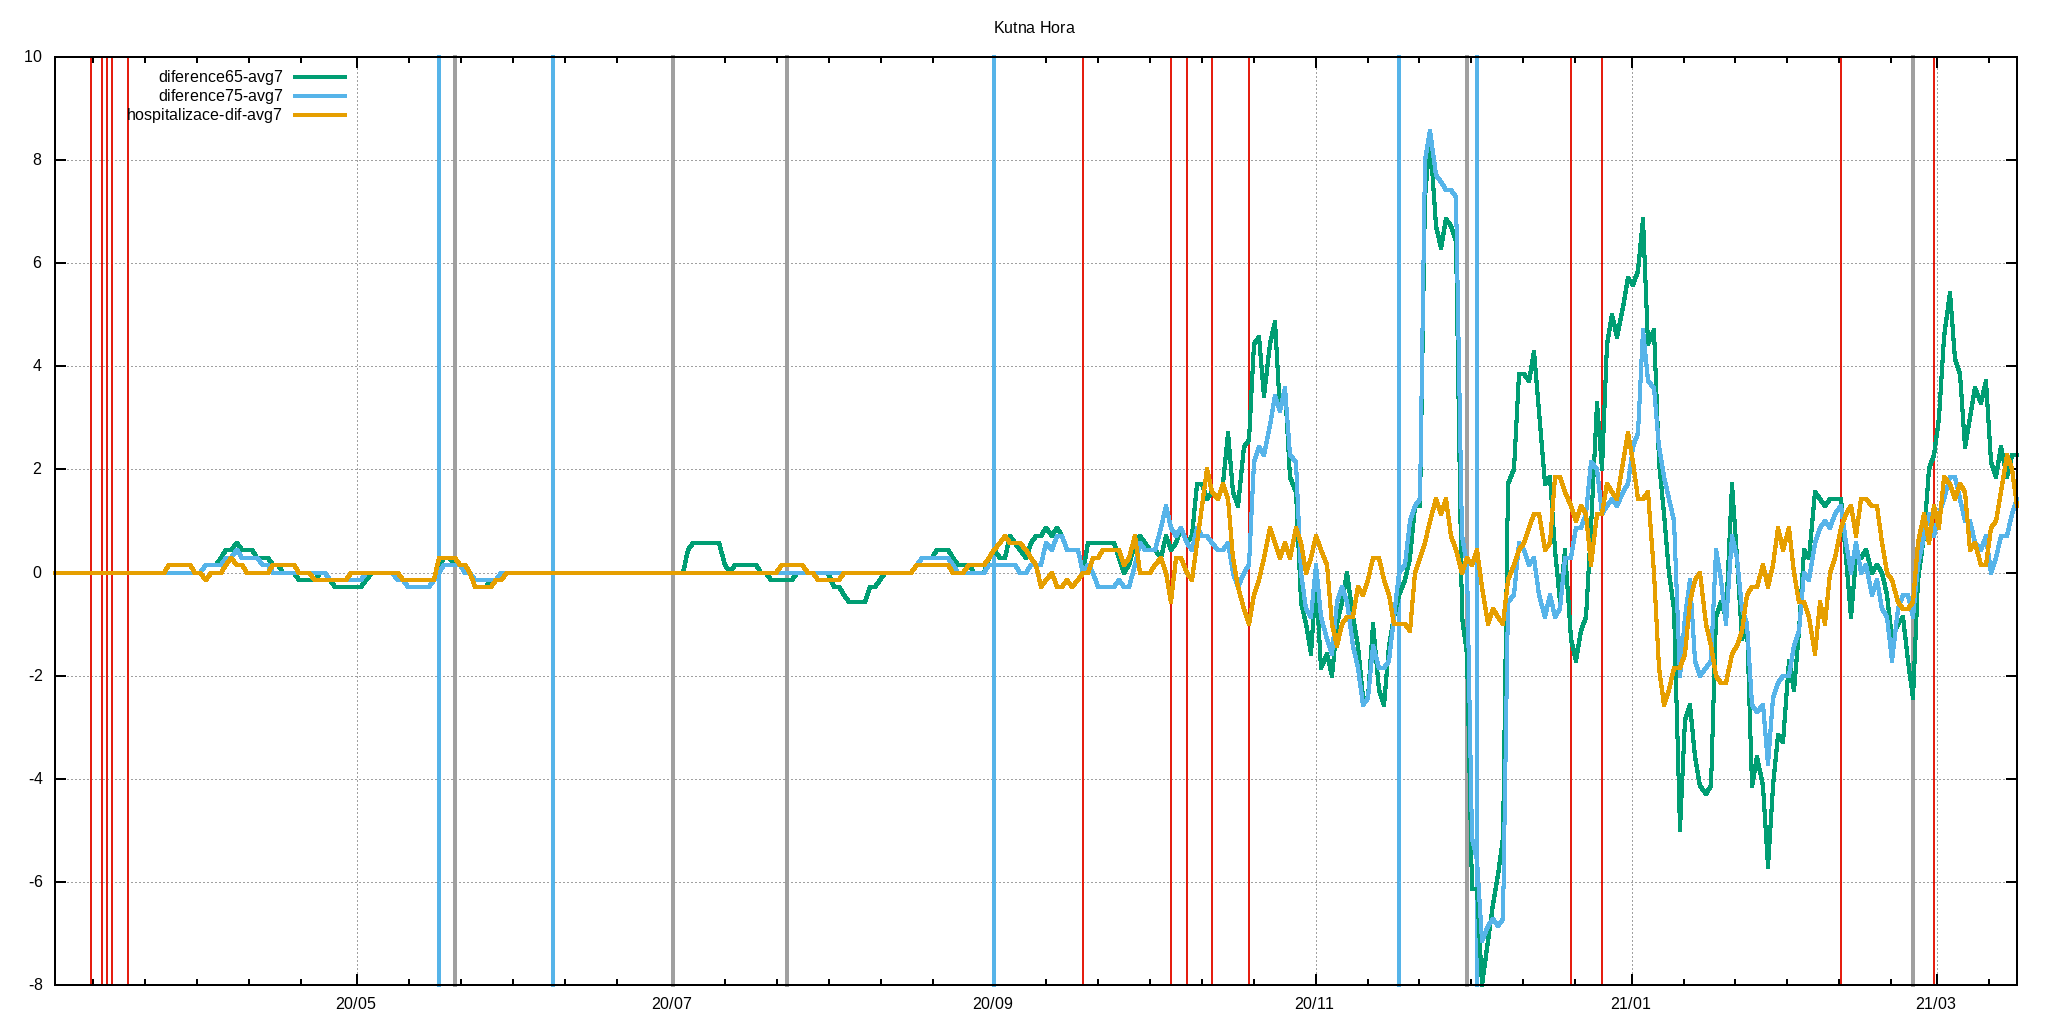 Kutna Hora
10
8
6
4
2
0
-2
-4
-6
-8
diference65-avg7
diference75-avg7
hospitalizace-dif-avg7
20/05 20/07 20/09 20/11 21/01 21/03